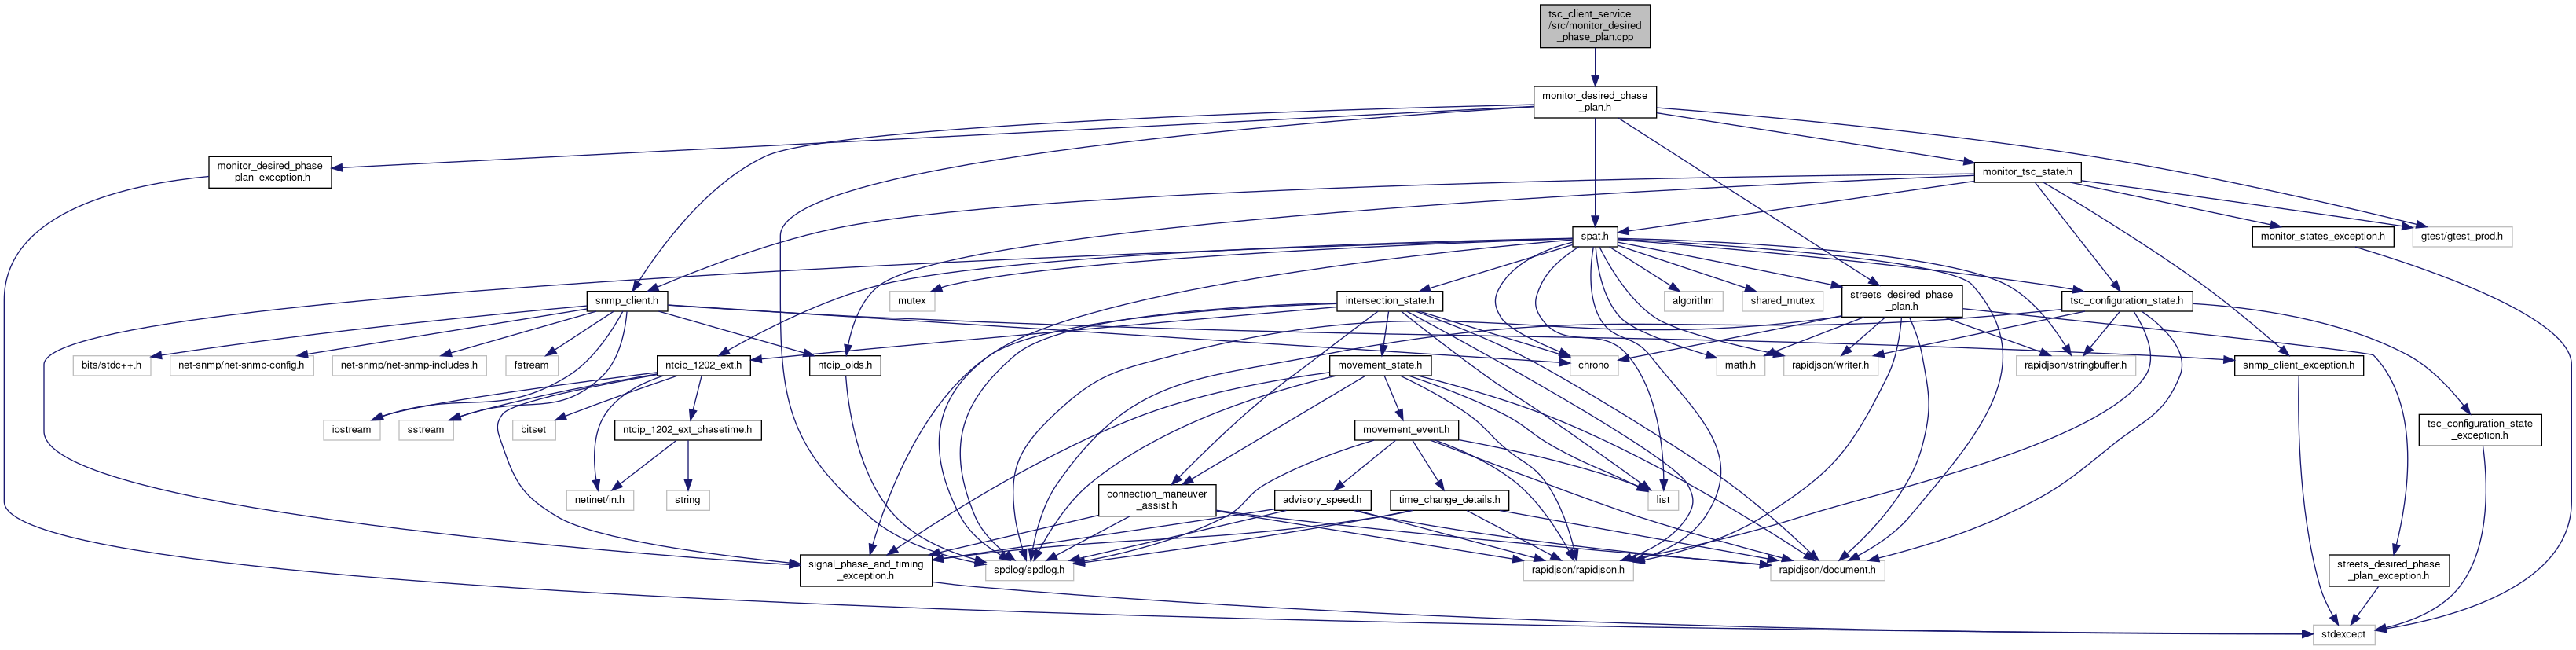 tsc_client_service
/src/monitor_desired
_phase_plan.cpp
monitor_desired_phase
_plan.h
monitor_desired_phase
_plan_exception.h
monitor_tsc_state.h
spat.h
monitor_states_exception.h
gtest/gtest_prod.h
snmp_client.h
mutex
intersection_state.h
algorithm
shared_mutex
streets_desired_phase
_plan.h
tsc_configuration_state.h
bits/stdc++.h
net-snmp/net-snmp-config.h
net-snmp/net-snmp-includes.h
fstream
ntcip_1202_ext.h
ntcip_oids.h
movement_state.h
chrono
math.h
rapidjson/writer.h
rapidjson/stringbuffer.h
snmp_client_exception.h
iostream
sstream
bitset
ntcip_1202_ext_phasetime.h
movement_event.h
tsc_configuration_state
_exception.h
netinet/in.h
string
connection_maneuver
_assist.h
advisory_speed.h
time_change_details.h
list
signal_phase_and_timing
_exception.h
spdlog/spdlog.h
rapidjson/rapidjson.h
rapidjson/document.h
streets_desired_phase
_plan_exception.h
stdexcept